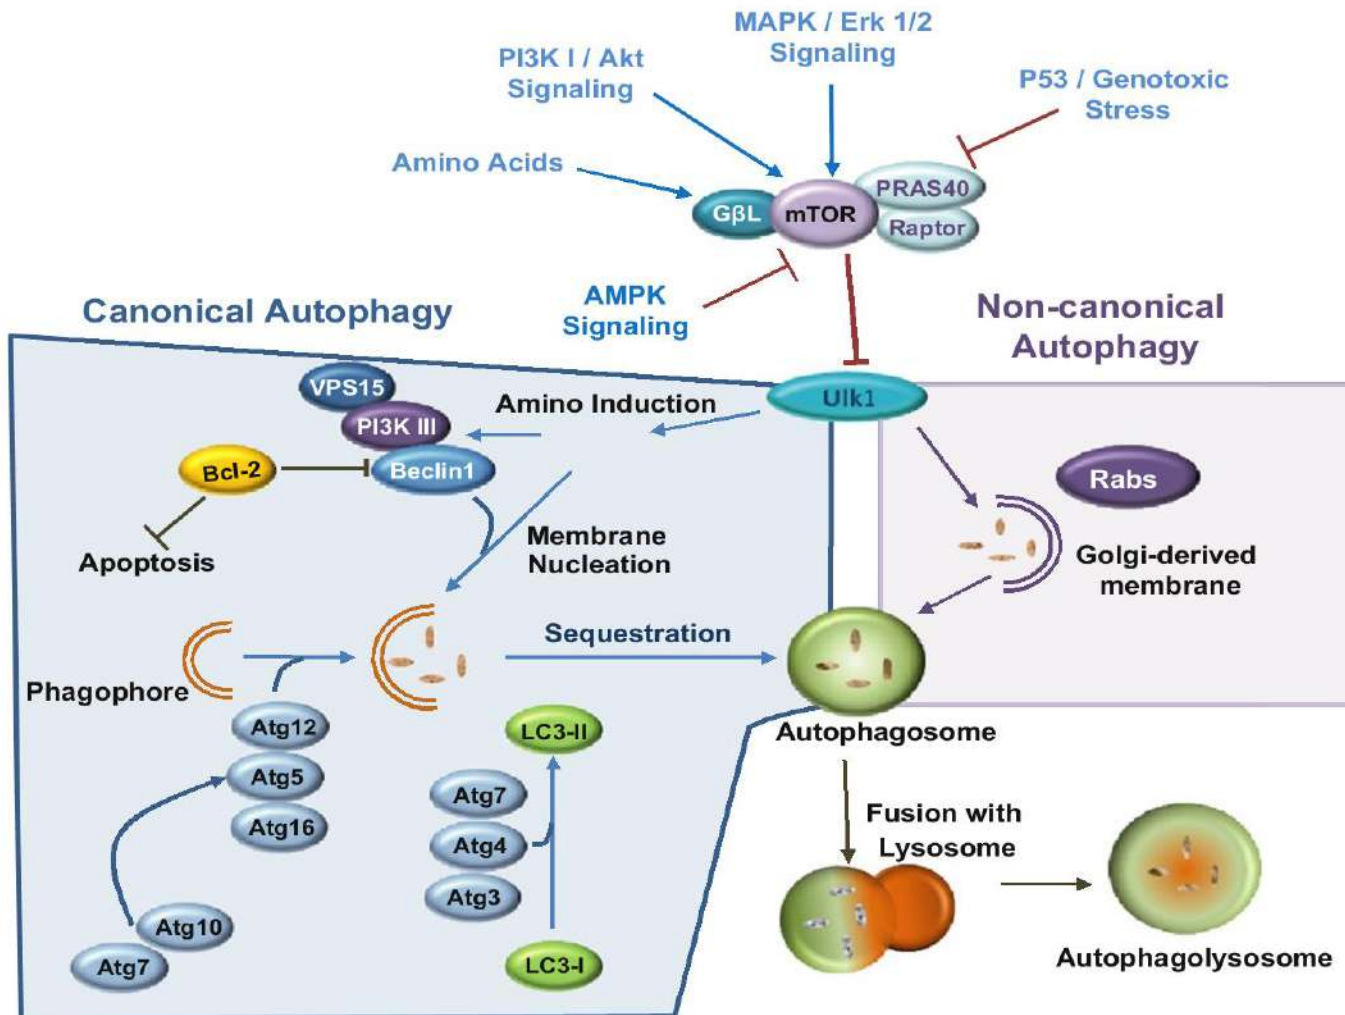 MAPK / Erk 1/2
Signaling
PI3K I / Akt
Signaling
P53 / Genotoxic
Stress
Amino Acids
GβL
mTOR
PRAS40
Raptor
AMPK
Signaling
Canonical Autophagy
Non-canonical
Autophagy
VPS15
PI3K III
Beclin1
Bcl-2
Apoptosis
Amino Induction
Ulk1
Rabs
Membrane
Nucleation
Golgi-derived
membrane
Phagophore
Sequestration
Autophagosome
Atg12
Atg5
Atg16
Atg10
Atg7
LC3-II
Atg7
Atg4
Atg3
LC3-I
Fusion with
Lysosome
Autophagolysosome